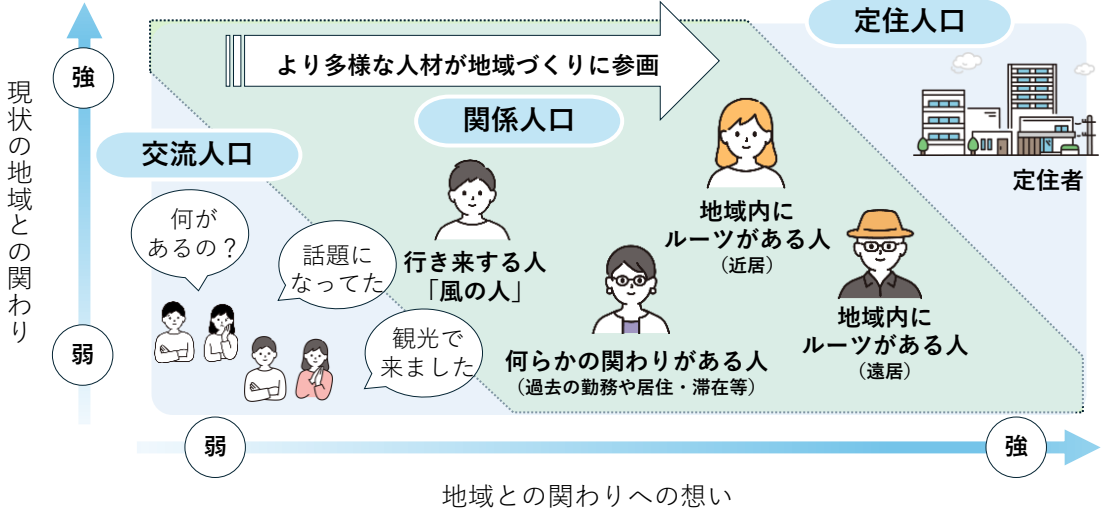 定住人口
強
より多様な人材が地域づくりに参画
関係人口
交流人口
定住者
現状の地域との関わり
何が
あるの？
話題に
なってた
観光で
来ました
行き来する人
「風の人」
地域内に
ルーツがある人
（近居）
何らかの関わりがある人
（過去の勤務や居住・滞在等）
地域内に
ルーツがある人
（遠居）
弱
弱
強
地域との関わりへの想い